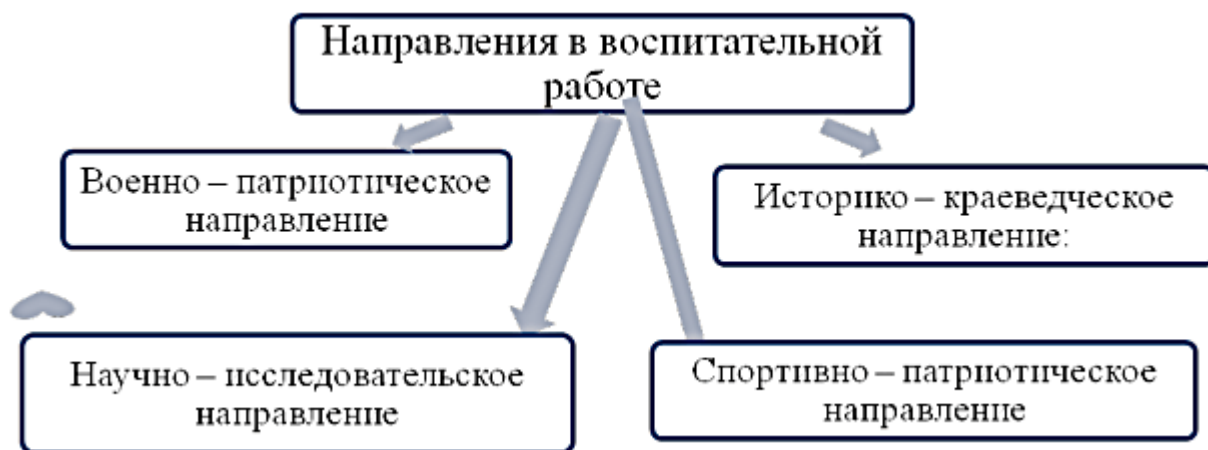 Направления в воспитательной
работе
Военно – патриотическое
направление
Историко – краеведческое
направление:
Научно – исследовательское
направление
Спортивно – патриотическое
направление